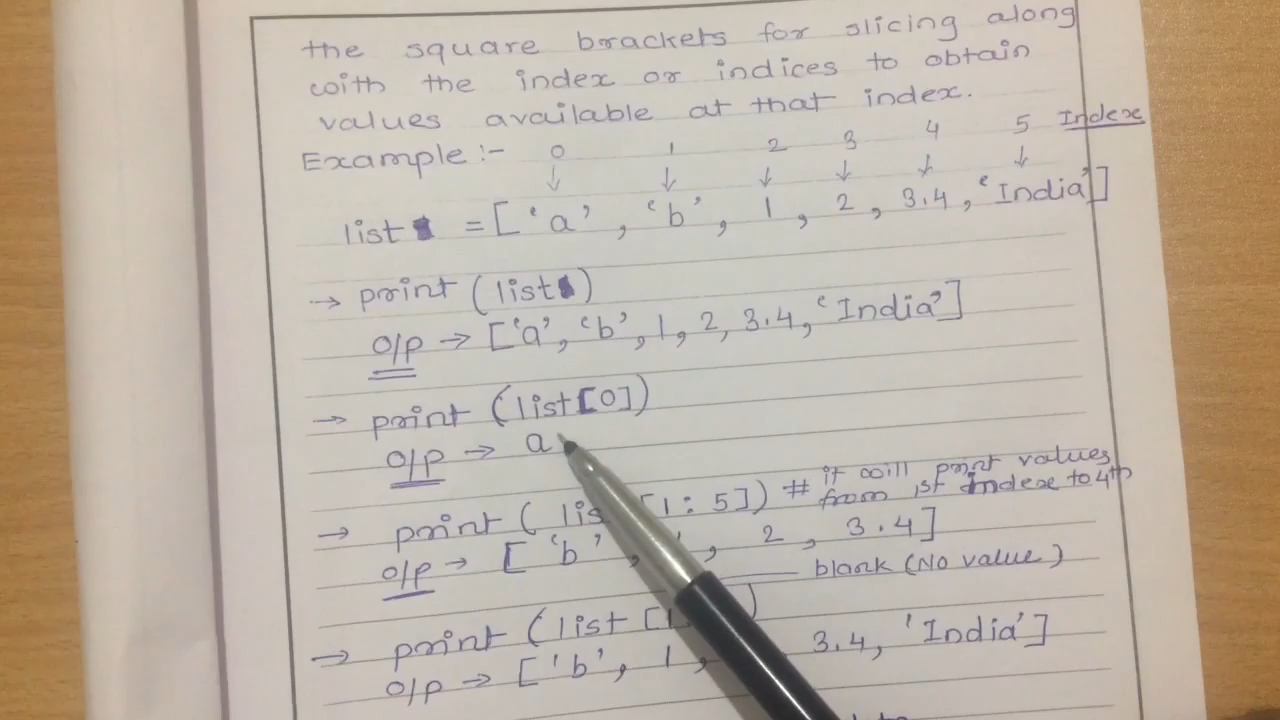 the square brackets for slicing along
with the index or indices to obtain
values available at that index.
Example :- 0 1 2 3 4 5 Index
list = ['a', 'b', 1, 2, 3.4, 'India']
→ print (list)
O/P → ['a', 'b', 1, 2, 3.4, 'India']
→ print (list[0])
O/P → a
→ print ( [1:5]) # it will print values
from 1st Index to 4th
O/P → ['b', , 2, 3.4]
blank (No value)
→ print (list [ )
O/P → ['b', 1, 3.4, 'India']